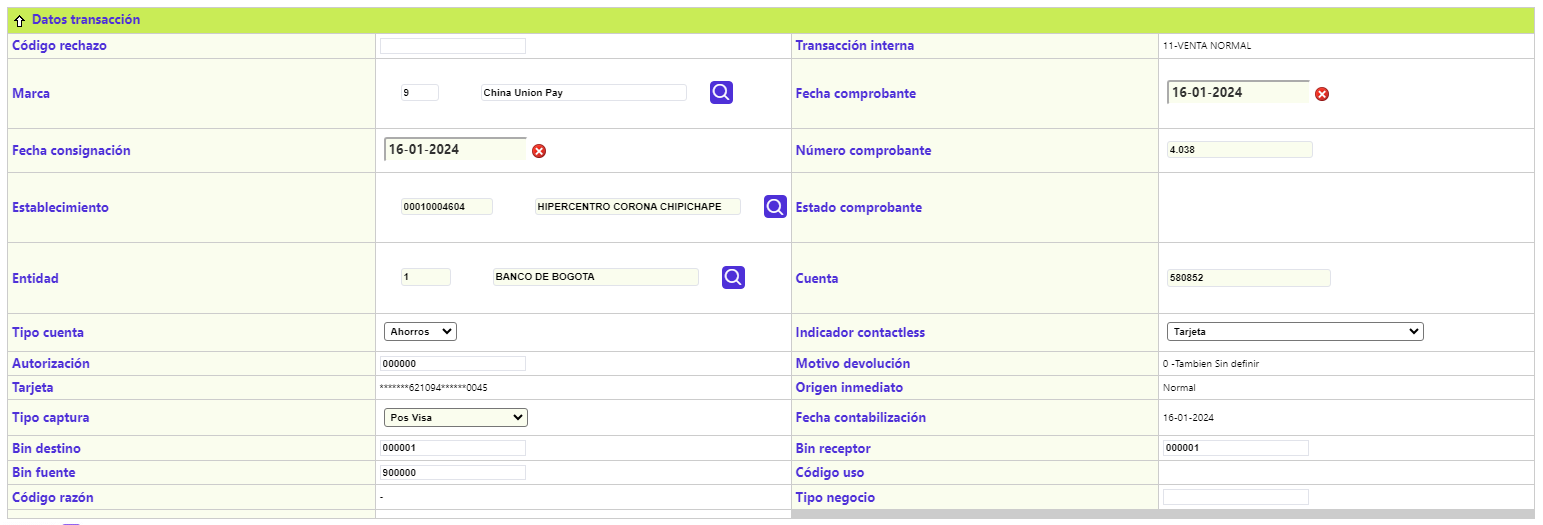 Datos transacción
Código rechazo
Transacción interna 11-VENTA NORMAL
Marca 9 China Union Pay
Fecha comprobante 16-01-2024
Fecha consignación 16-01-2024
Número comprobante 4.038
Establecimiento 00010004604 HIPERCENTRO CORONA CHIPICHAPE
Estado comprobante
Entidad 1 BANCO DE BOGOTA
Cuenta 580852
Tipo cuenta Ahorros
Indicador contactless Tarjeta
Autorización 000000
Motivo devolución 0 -Tambien Sin definir
Tarjeta *******621094******0045
Origen inmediato Normal
Tipo captura Pos Visa
Fecha contabilización 16-01-2024
Bin destino 000001
Bin receptor 000001
Bin fuente 900000
Código uso
Código razón -
Tipo negocio